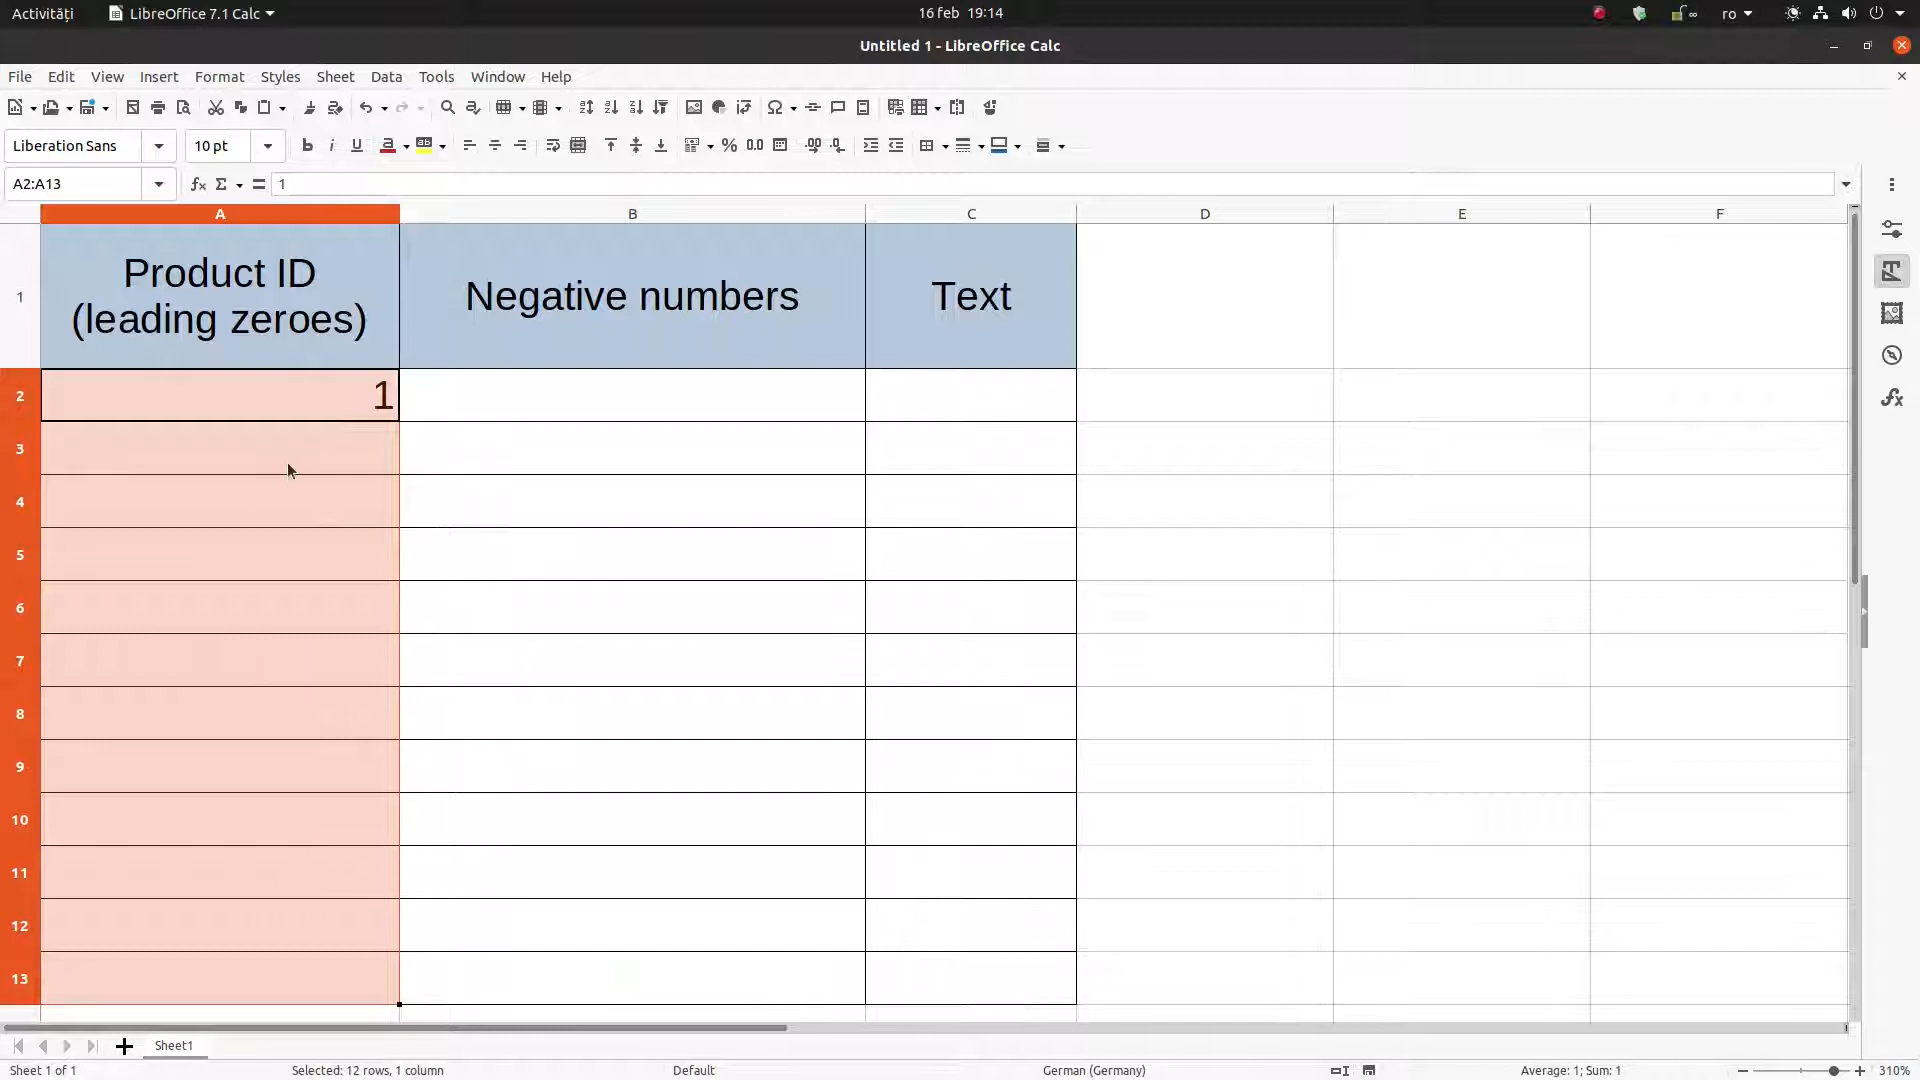 Activități LibreOffice 7.1 Calc 16 feb 19:14 ro
Untitled 1 - LibreOffice Calc
File Edit View Insert Format Styles Sheet Data Tools Window Help
Liberation Sans 10 pt
A2:A13 1
A B C D E F
1 Product ID
(leading zeroes) Negative numbers Text
2 1
3
4
5
6
7
8
9
10
11
12
13
Sheet1
Sheet 1 of 1 Selected: 12 rows, 1 column Default German (Germany) Average: 1; Sum: 1 310%